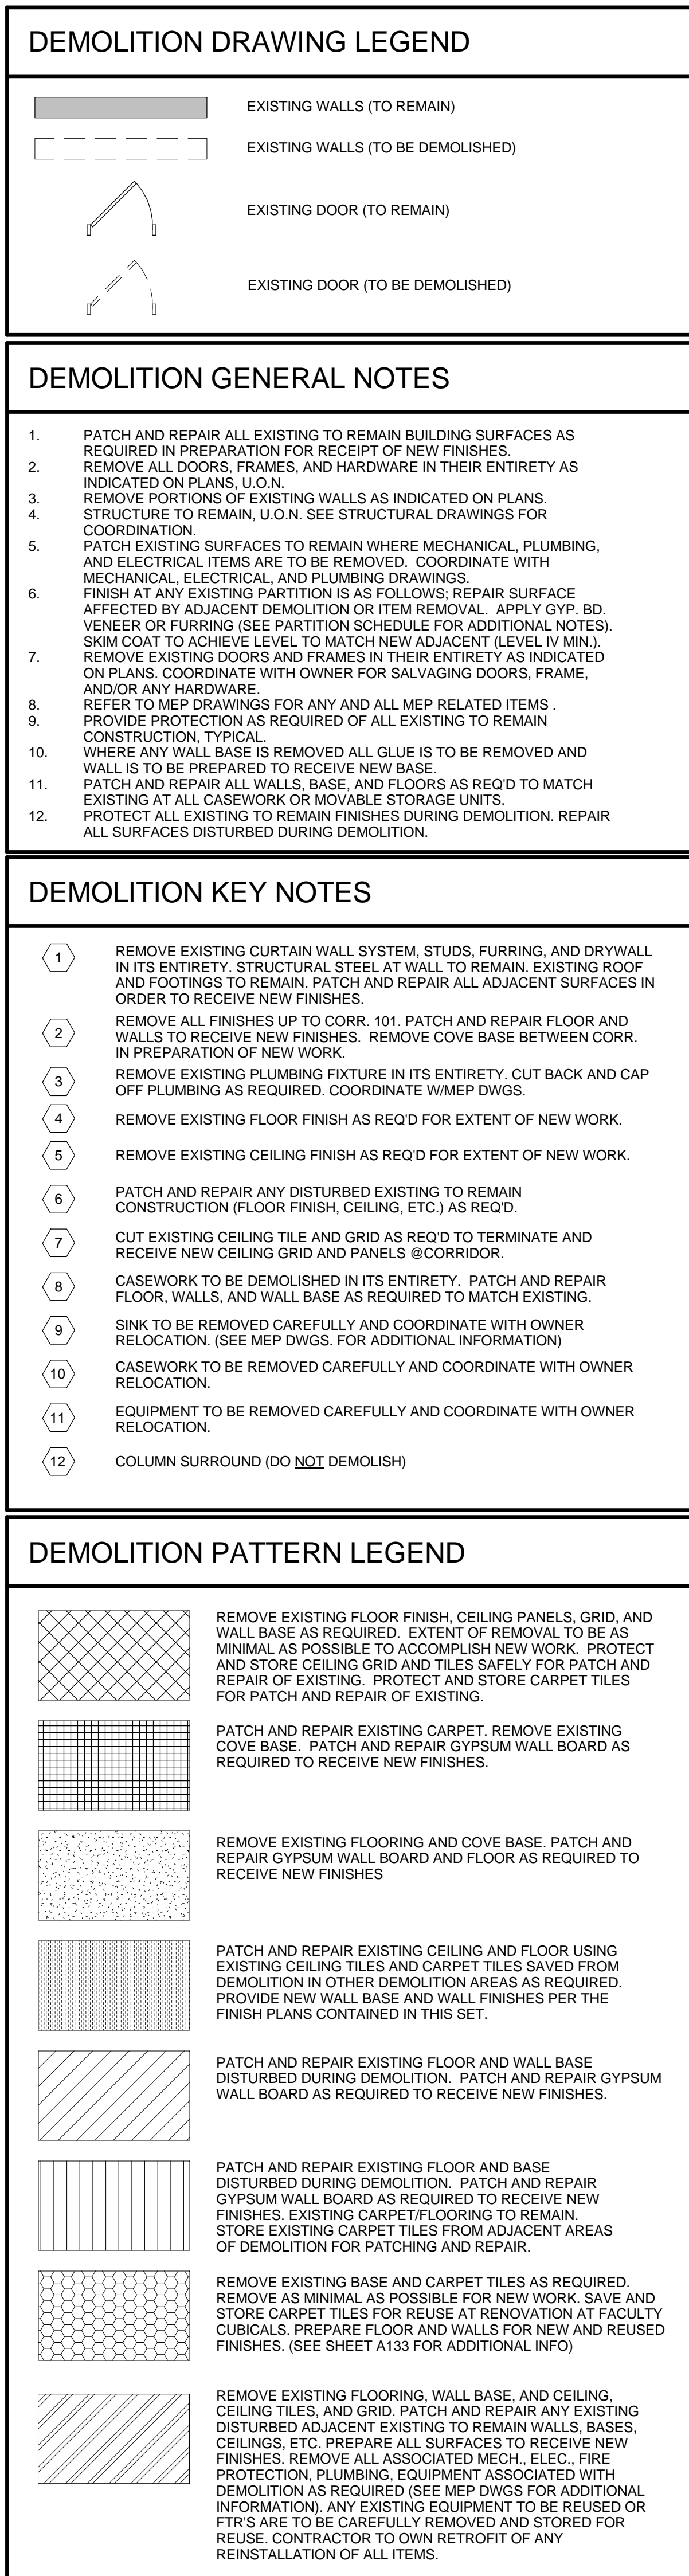 DEMOLITION DRAWING LEGEND
EXISTING WALLS (TO REMAIN)
EXISTING WALLS (TO BE DEMOLISHED)
EXISTING DOOR (TO REMAIN)
EXISTING DOOR (TO BE DEMOLISHED)
DEMOLITION GENERAL NOTES
1. PATCH AND REPAIR ALL EXISTING TO REMAIN BUILDING SURFACES AS
REQUIRED IN PREPARATION FOR RECEIPT OF NEW FINISHES.
2. REMOVE ALL DOORS, FRAMES, AND HARDWARE IN THEIR ENTIRETY AS
INDICATED ON PLANS, U.O.N.
3. REMOVE PORTIONS OF EXISTING WALLS AS INDICATED ON PLANS.
4. STRUCTURE TO REMAIN, U.O.N. SEE STRUCTURAL DRAWINGS FOR
COORDINATION.
5. PATCH EXISTING SURFACES TO REMAIN WHERE MECHANICAL, PLUMBING,
AND ELECTRICAL ITEMS ARE TO BE REMOVED. COORDINATE WITH
MECHANICAL, ELECTRICAL, AND PLUMBING DRAWINGS.
6. FINISH AT ANY EXISTING PARTITION IS AS FOLLOWS; REPAIR SURFACE
AFFECTED BY ADJACENT DEMOLITION OR ITEM REMOVAL. APPLY GYP. BD.
VENEER OR FURRING (SEE PARTITION SCHEDULE FOR ADDITIONAL NOTES).
SKIM COAT TO ACHIEVE LEVEL TO MATCH NEW ADJACENT (LEVEL IV MIN.).
7. REMOVE EXISTING DOORS AND FRAMES IN THEIR ENTIRETY AS INDICATED
ON PLANS. COORDINATE WITH OWNER FOR SALVAGING DOORS, FRAME,
AND/OR ANY HARDWARE.
8. REFER TO MEP DRAWINGS FOR ANY AND ALL MEP RELATED ITEMS .
9. PROVIDE PROTECTION AS REQUIRED OF ALL EXISTING TO REMAIN
CONSTRUCTION, TYPICAL.
10. WHERE ANY WALL BASE IS REMOVED ALL GLUE IS TO BE REMOVED AND
WALL IS TO BE PREPARED TO RECEIVE NEW BASE.
11. PATCH AND REPAIR ALL WALLS, BASE, AND FLOORS AS REQ'D TO MATCH
EXISTING AT ALL CASEWORK OR MOVABLE STORAGE UNITS.
12. PROTECT ALL EXISTING TO REMAIN FINISHES DURING DEMOLITION. REPAIR
ALL SURFACES DISTURBED DURING DEMOLITION.
DEMOLITION KEY NOTES
1 REMOVE EXISTING CURTAIN WALL SYSTEM, STUDS, FURRING, AND DRYWALL
IN ITS ENTIRETY. STRUCTURAL STEEL AT WALL TO REMAIN. EXISTING ROOF
AND FOOTINGS TO REMAIN. PATCH AND REPAIR ALL ADJACENT SURFACES IN
ORDER TO RECEIVE NEW FINISHES.
2 REMOVE ALL FINISHES UP TO CORR. 101. PATCH AND REPAIR FLOOR AND
WALLS TO RECEIVE NEW FINISHES. REMOVE COVE BASE BETWEEN CORR.
IN PREPARATION OF NEW WORK.
3 REMOVE EXISTING PLUMBING FIXTURE IN ITS ENTIRETY. CUT BACK AND CAP
OFF PLUMBING AS REQUIRED. COORDINATE W/MEP DWGS.
4 REMOVE EXISTING FLOOR FINISH AS REQ'D FOR EXTENT OF NEW WORK.
5 REMOVE EXISTING CEILING FINISH AS REQ'D FOR EXTENT OF NEW WORK.
6 PATCH AND REPAIR ANY DISTURBED EXISTING TO REMAIN
CONSTRUCTION (FLOOR FINISH, CEILING, ETC.) AS REQ'D.
7 CUT EXISTING CEILING TILE AND GRID AS REQ'D TO TERMINATE AND
RECEIVE NEW CEILING GRID AND PANELS @CORRIDOR.
8 CASEWORK TO BE DEMOLISHED IN ITS ENTIRETY. PATCH AND REPAIR
FLOOR, WALLS, AND WALL BASE AS REQUIRED TO MATCH EXISTING.
9 SINK TO BE REMOVED CAREFULLY AND COORDINATE WITH OWNER
RELOCATION. (SEE MEP DWGS. FOR ADDITIONAL INFORMATION)
10 CASEWORK TO BE REMOVED CAREFULLY AND COORDINATE WITH OWNER
RELOCATION.
11 EQUIPMENT TO BE REMOVED CAREFULLY AND COORDINATE WITH OWNER
RELOCATION.
12 COLUMN SURROUND (DO NOT DEMOLISH)
DEMOLITION PATTERN LEGEND
REMOVE EXISTING FLOOR FINISH, CEILING PANELS, GRID, AND
WALL BASE AS REQUIRED. EXTENT OF REMOVAL TO BE AS
MINIMAL AS POSSIBLE TO ACCOMPLISH NEW WORK. PROTECT
AND STORE CEILING GRID AND TILES SAFELY FOR PATCH AND
REPAIR OF EXISTING. PROTECT AND STORE CARPET TILES
FOR PATCH AND REPAIR OF EXISTING.
PATCH AND REPAIR EXISTING CARPET. REMOVE EXISTING
COVE BASE. PATCH AND REPAIR GYPSUM WALL BOARD AS
REQUIRED TO RECEIVE NEW FINISHES.
REMOVE EXISTING FLOORING AND COVE BASE. PATCH AND
REPAIR GYPSUM WALL BOARD AND FLOOR AS REQUIRED TO
RECEIVE NEW FINISHES
PATCH AND REPAIR EXISTING CEILING AND FLOOR USING
EXISTING CEILING TILES AND CARPET TILES SAVED FROM
DEMOLITION IN OTHER DEMOLITION AREAS AS REQUIRED.
PROVIDE NEW WALL BASE AND WALL FINISHES PER THE
FINISH PLANS CONTAINED IN THIS SET.
PATCH AND REPAIR EXISTING FLOOR AND WALL BASE
DISTURBED DURING DEMOLITION. PATCH AND REPAIR GYPSUM
WALL BOARD AS REQUIRED TO RECEIVE NEW FINISHES.
PATCH AND REPAIR EXISTING FLOOR AND BASE
DISTURBED DURING DEMOLITION. PATCH AND REPAIR
GYPSUM WALL BOARD AS REQUIRED TO RECEIVE NEW
FINISHES. EXISTING CARPET/FLOORING TO REMAIN.
STORE EXISTING CARPET TILES FROM ADJACENT AREAS
OF DEMOLITION FOR PATCHING AND REPAIR.
REMOVE EXISTING BASE AND CARPET TILES AS REQUIRED.
REMOVE AS MINIMAL AS POSSIBLE FOR NEW WORK. SAVE AND
STORE CARPET TILES FOR REUSE AT RENOVATION AT FACULTY
CUBICALS. PREPARE FLOOR AND WALLS FOR NEW AND REUSED
FINISHES. (SEE SHEET A133 FOR ADDITIONAL INFO)
REMOVE EXISTING FLOORING, WALL BASE, AND CEILING,
CEILING TILES, AND GRID. PATCH AND REPAIR ANY EXISTING
DISTURBED ADJACENT EXISTING TO REMAIN WALLS, BASES,
CEILINGS, ETC. PREPARE ALL SURFACES TO RECEIVE NEW
FINISHES. REMOVE ALL ASSOCIATED MECH., ELEC., FIRE
PROTECTION, PLUMBING, EQUIPMENT ASSOCIATED WITH
DEMOLITION AS REQUIRED (SEE MEP DWGS FOR ADDITIONAL
INFORMATION). ANY EXISTING EQUIPMENT TO BE REUSED OR
FTR'S ARE TO BE CAREFULLY REMOVED AND STORED FOR
REUSE. CONTRACTOR TO OWN RETROFIT OF ANY
REINSTALLATION OF ALL ITEMS.